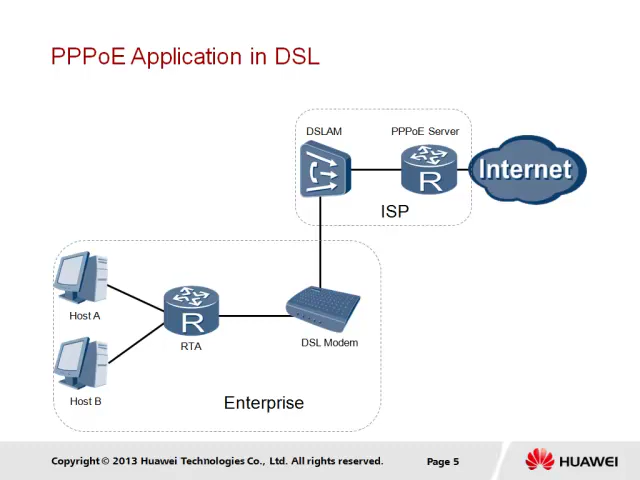 PPPoE Application in DSL
DSLAM
PPPoE Server
R
Internet
ISP
Host A
R
RTA
DSL Modem
Host B
Enterprise
Copyright © 2013 Huawei Technologies Co., Ltd. All rights reserved.
Page 5
HUAWEI